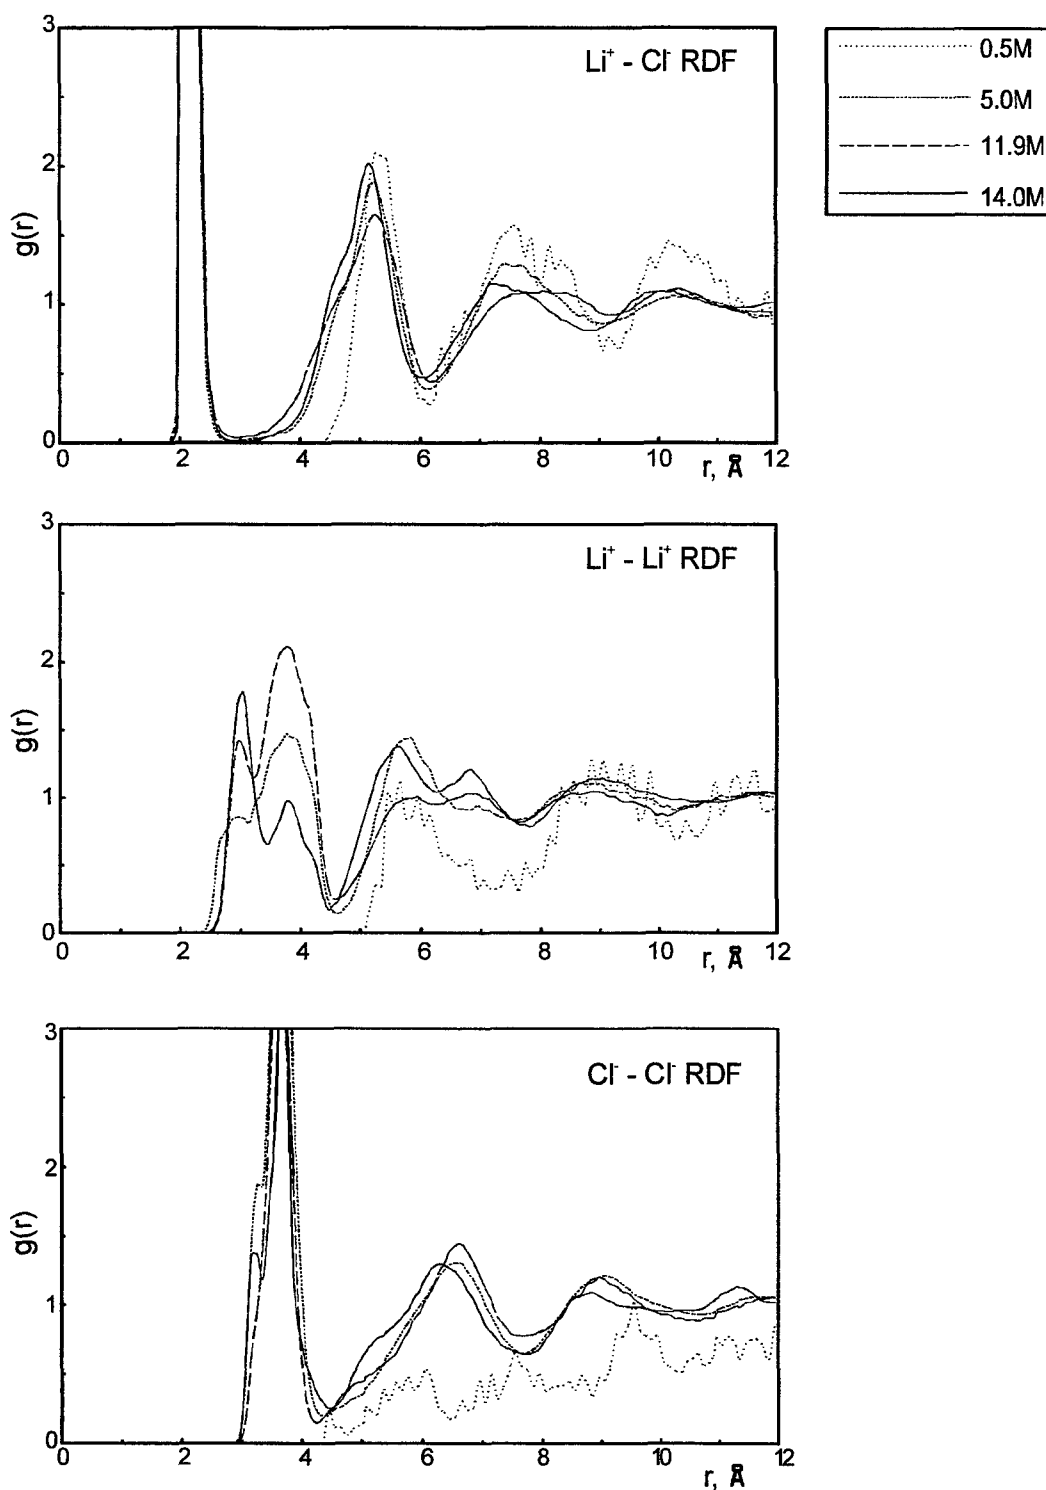 3
2
1
0
g(r)
Li⁺ - Cl⁻ RDF
0 2 4 6 8 10 12
r, Å
0.5M
5.0M
11.9M
14.0M
3
2
1
0
g(r)
Li⁺ - Li⁺ RDF
0 2 4 6 8 10 12
r, Å
3
2
1
0
g(r)
Cl⁻ - Cl⁻ RDF
0 2 4 6 8 10 12
r, Å